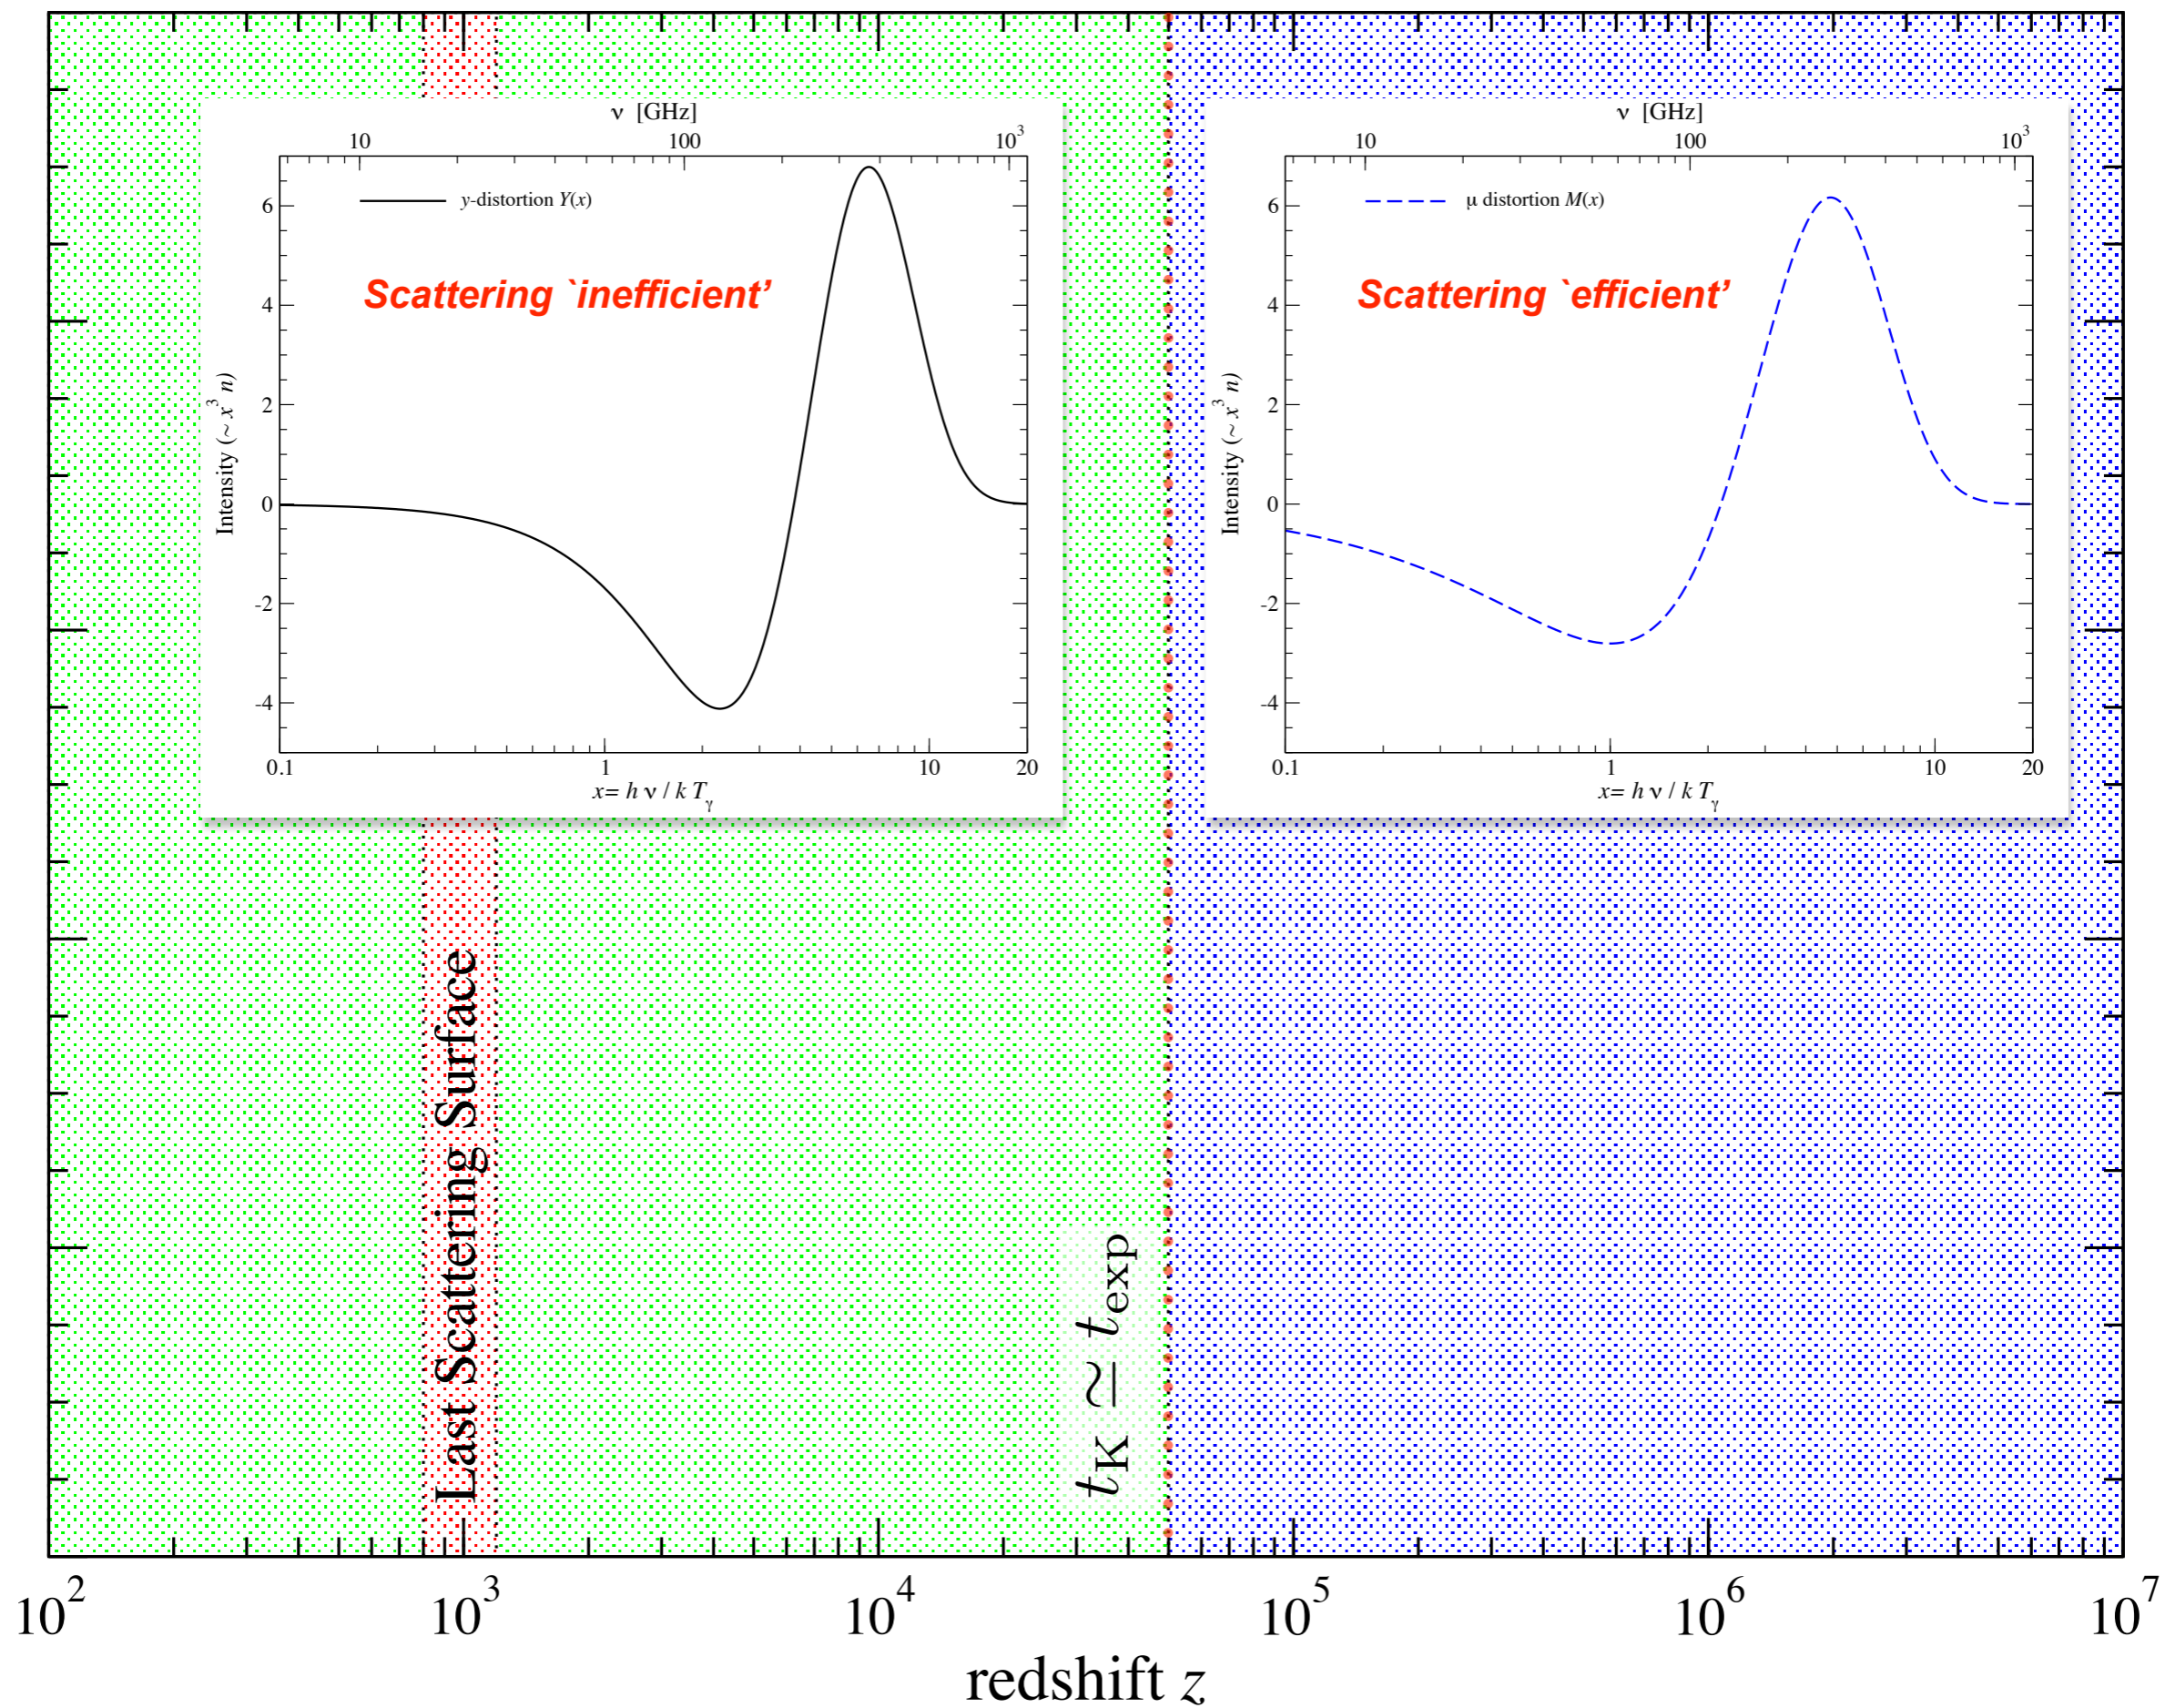 ν [GHz]
10 100 10³
y-distortion Y(x)
Scattering `inefficient'
Intensity (~ x³ n)
6
4
2
0
-2
-4
0.1 1 10 20
x= h ν / k Tγ
ν [GHz]
10 100 10³
μ distortion M(x)
Scattering `efficient'
Intensity (~ x³ n)
6
4
2
0
-2
-4
0.1 1 10 20
x= h ν / k Tγ
Last Scattering Surface
t_K ≃ t_exp
10² 10³ 10⁴ 10⁵ 10⁶ 10⁷
redshift z